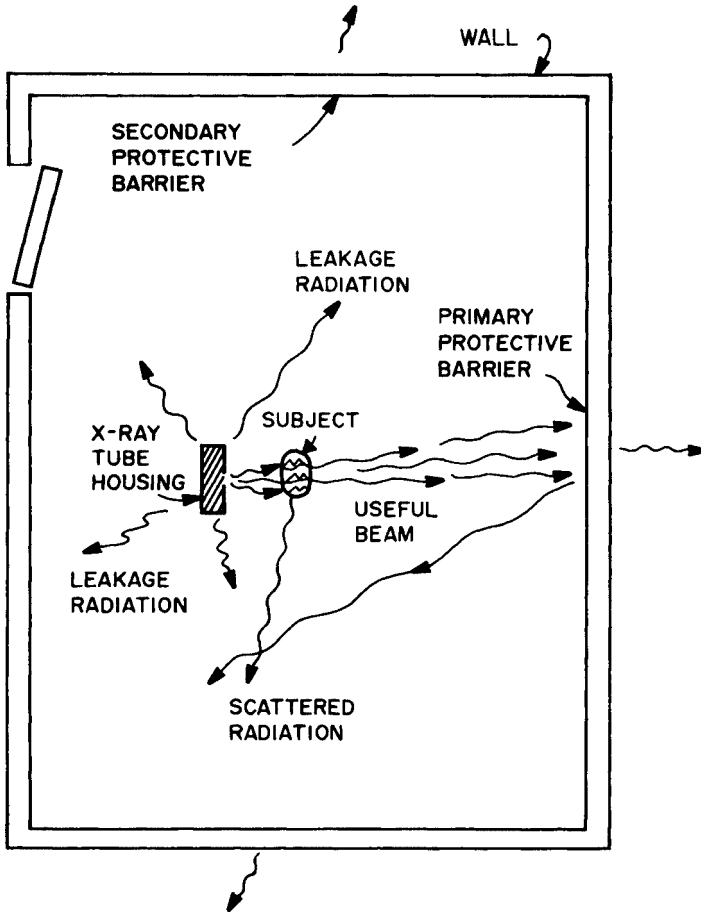 WALL
SECONDARY
PROTECTIVE
BARRIER
LEAKAGE
RADIATION
PRIMARY
PROTECTIVE
BARRIER
SUBJECT
X-RAY
TUBE
HOUSING
USEFUL
BEAM
LEAKAGE
RADIATION
SCATTERED
RADIATION